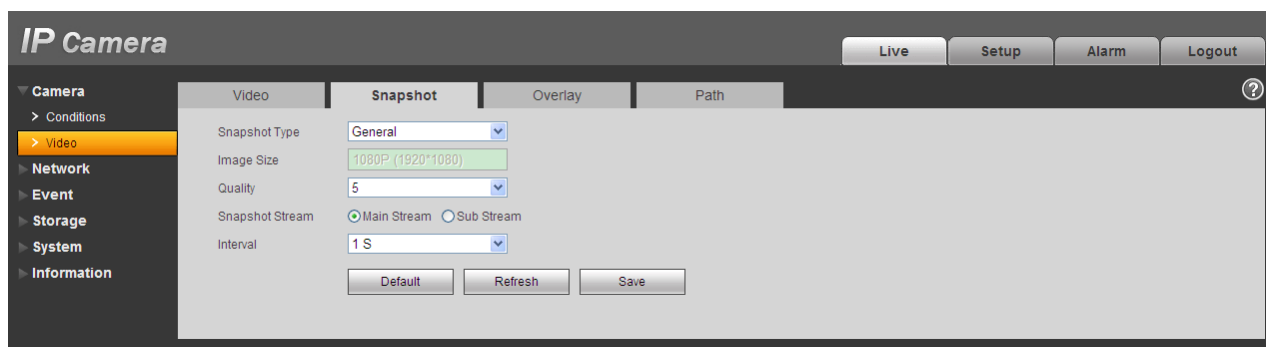 IP Camera
Live Setup Alarm Logout
Camera
> Conditions
> Video
Network
Event
Storage
System
Information
Video Snapshot Overlay Path ?
Snapshot Type General
Image Size 1080P (1920*1080)
Quality 5
Snapshot Stream Main Stream Sub Stream
Interval 1 S
Default Refresh Save